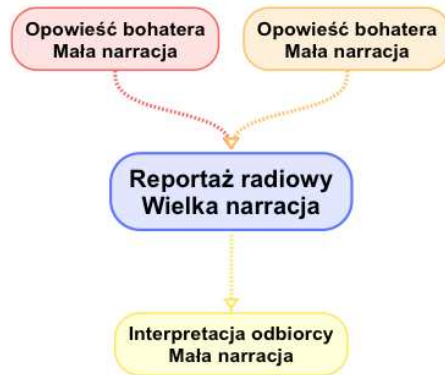 Opowieść bohatera
Mała narracja
Opowieść bohatera
Mała narracja
Reportaż radiowy
Wielka narracja
Interpretacja odbiorcy
Mała narracja